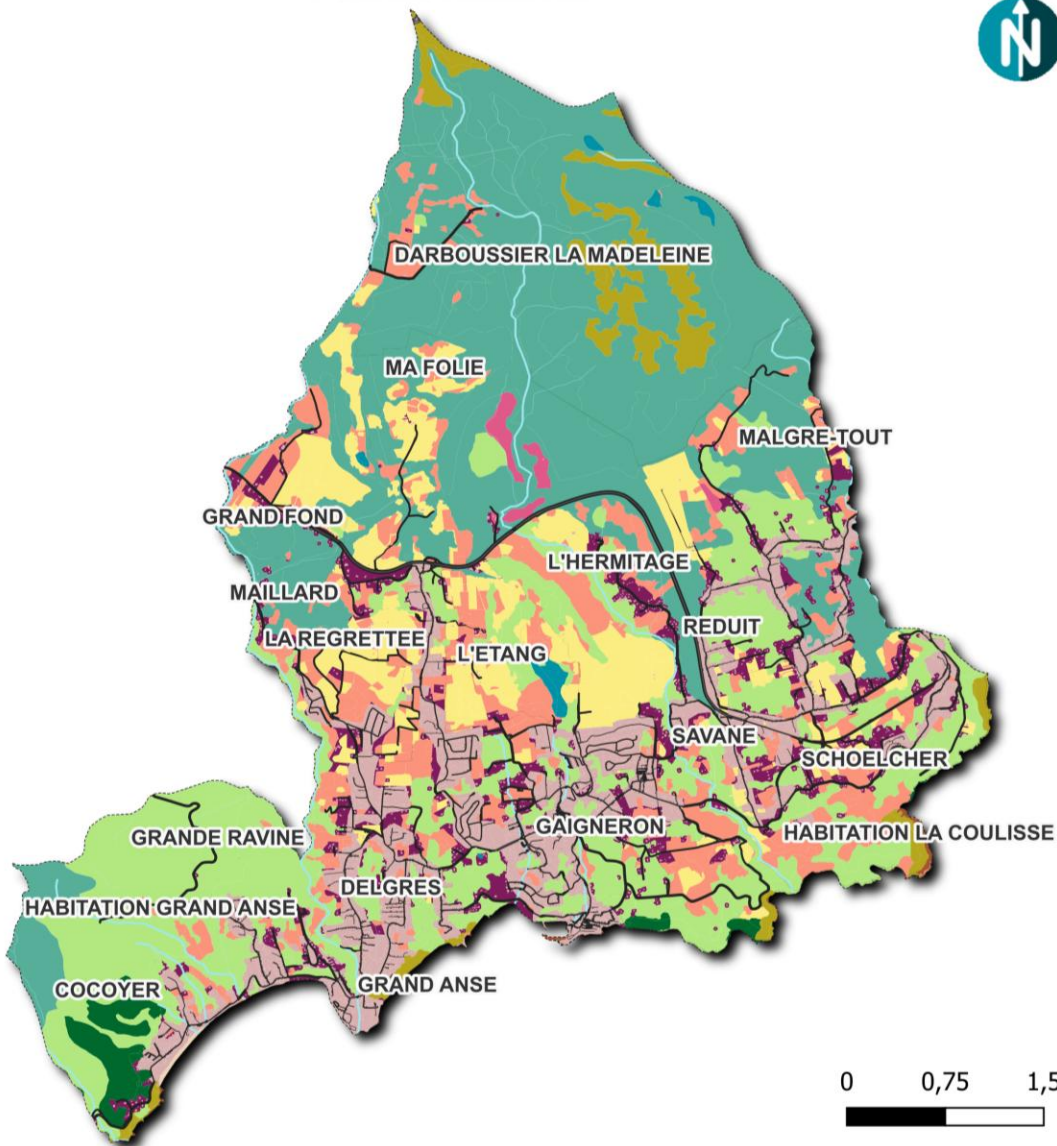 N
DARBOUSSIER LA MADELEINE
MA FOLIE
MALGRE-TOUT
GRAND FOND
L'HERMITAGE
MAILLARD
REDUIT
LA REGRETTEE
L'ETANG
SAVANE
SCHOELCHER
GAIGNERON
HABITATION LA COULISSE
GRANDE RAVINE
DELGRES
HABITATION GRAND ANSE
GRAND ANSE
COCOYER
0 0,75 1,5